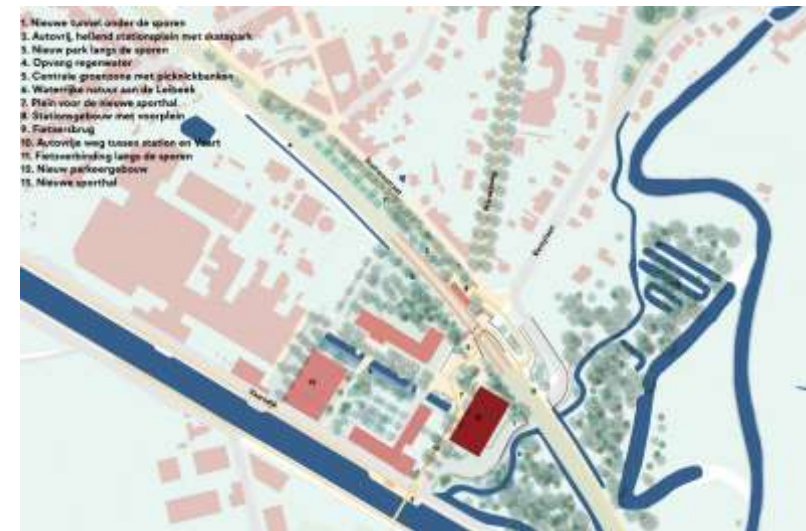 1. Nieuwe tunnel onder de sporen
2. Autovrij, hellend stationsplein met skatepark
3. Nieuw park langs de sporen
4. Opvang regenwater
5. Centrale groenzone met picknickbanken
6. Waterrijke natuur aan de Leibeek
7. Plein voor de nieuwe sporthal
8. Stationsgebouw met voorplein
9. Fietsersbrug
10. Autovrije weg tussen station en Vaart
11. Fietsverbinding langs de sporen
12. Nieuw parkeergebouw
13. Nieuwe sporthal
Vaartdijk